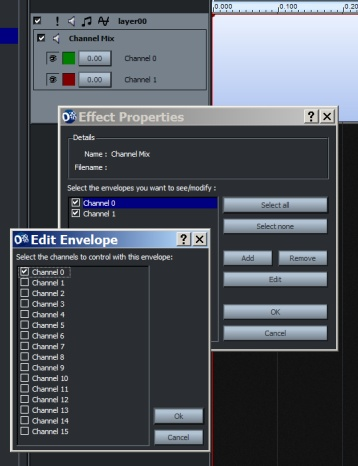 0.000 0.100 0.20
! layer00
Channel Mix
0.00 Channel 0
0.00 Channel 1
Effect Properties ? X
Details
Name : Channel Mix
Filename :
Select the envelopes you want to see/modify :
Channel 0
Channel 1
Select all
Select none
Add Remove
Edit
OK
Cancel
Edit Envelope ? X
Select the channels to control with this envelope:
Channel 0
Channel 1
Channel 2
Channel 3
Channel 4
Channel 5
Channel 6
Channel 7
Channel 8
Channel 9
Channel 10
Channel 11
Channel 12
Channel 13
Channel 14
Channel 15
Ok
Cancel